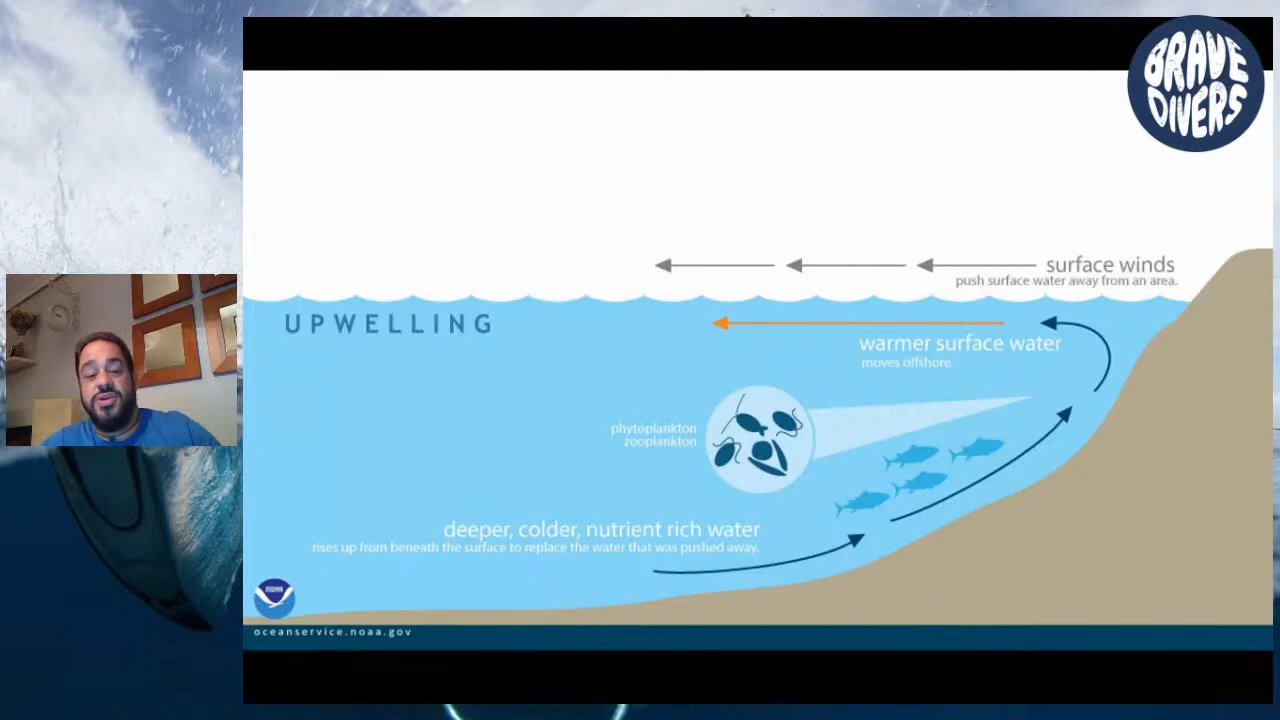 BRAVE
DIVERS
surface winds
push surface water away from an area.
UPWELLING
warmer surface water
moves offshore.
phytoplankton
zooplankton
deeper, colder, nutrient rich water
rises up from beneath the surface to replace the water that was pushed away.
NOAA
oceanservice.noaa.gov